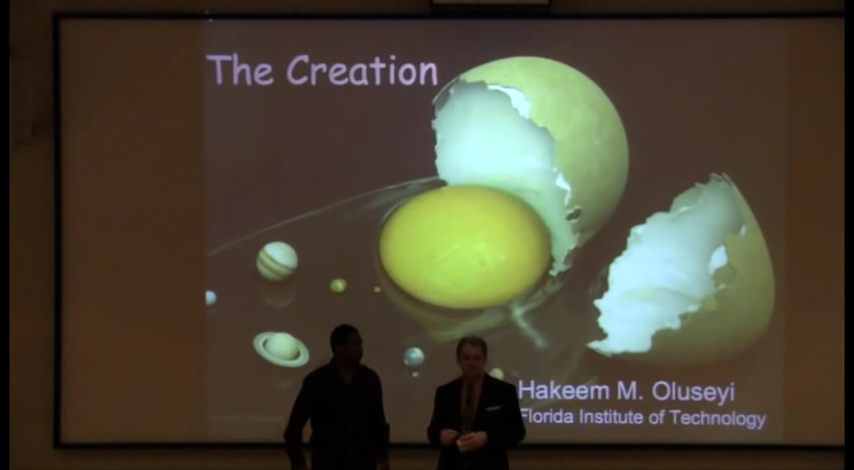 The Creation
Hakeem M. Oluseyi
Florida Institute of Technology